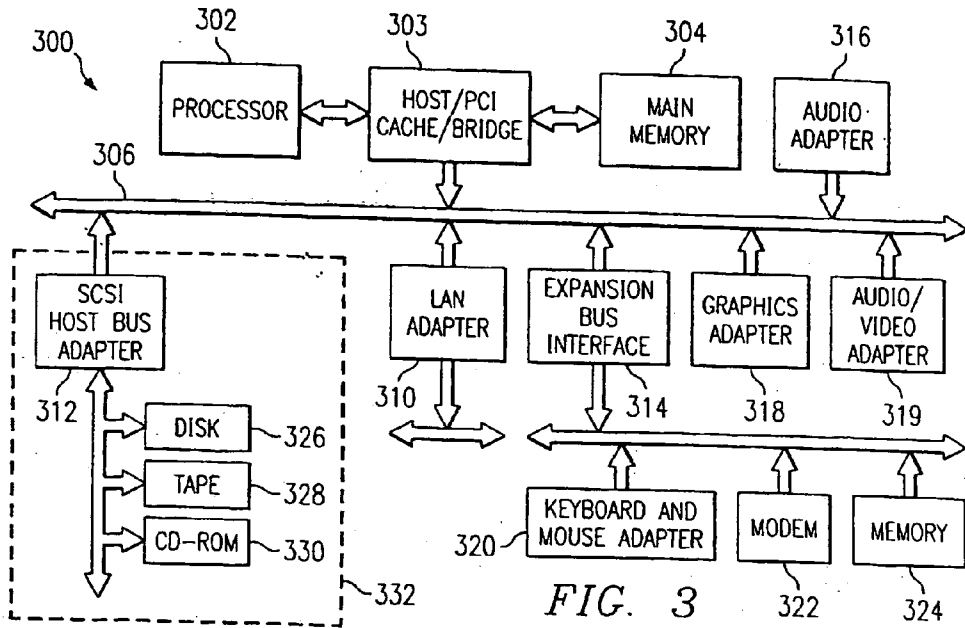 300
302
303
304
316
PROCESSOR
HOST/PCI
CACHE/BRIDGE
MAIN
MEMORY
AUDIO
ADAPTER
306
SCSI
HOST BUS
ADAPTER
312
LAN
ADAPTER
310
EXPANSION
BUS
INTERFACE
314
GRAPHICS
ADAPTER
318
AUDIO/
VIDEO
ADAPTER
319
DISK
326
TAPE
328
CD-ROM
330
332
KEYBOARD AND
MOUSE ADAPTER
320
MODEM
322
MEMORY
324
FIG. 3